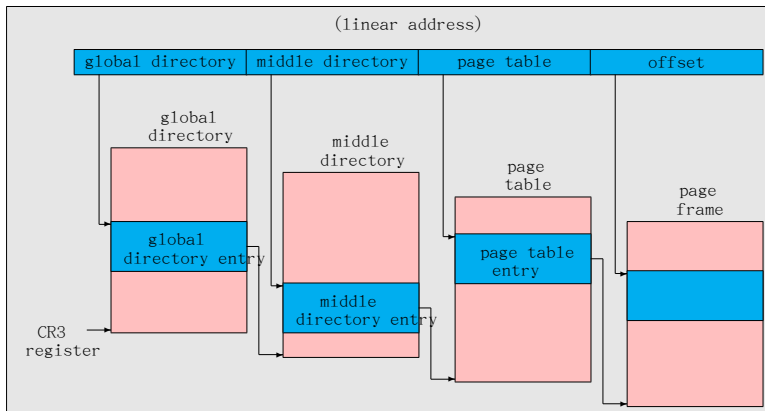 (linear address)
global directory
middle directory
page table
offset
global
directory
middle
directory
page
table
page
frame
global
directory entry
page table
entry
middle
directory entry
CR3
register